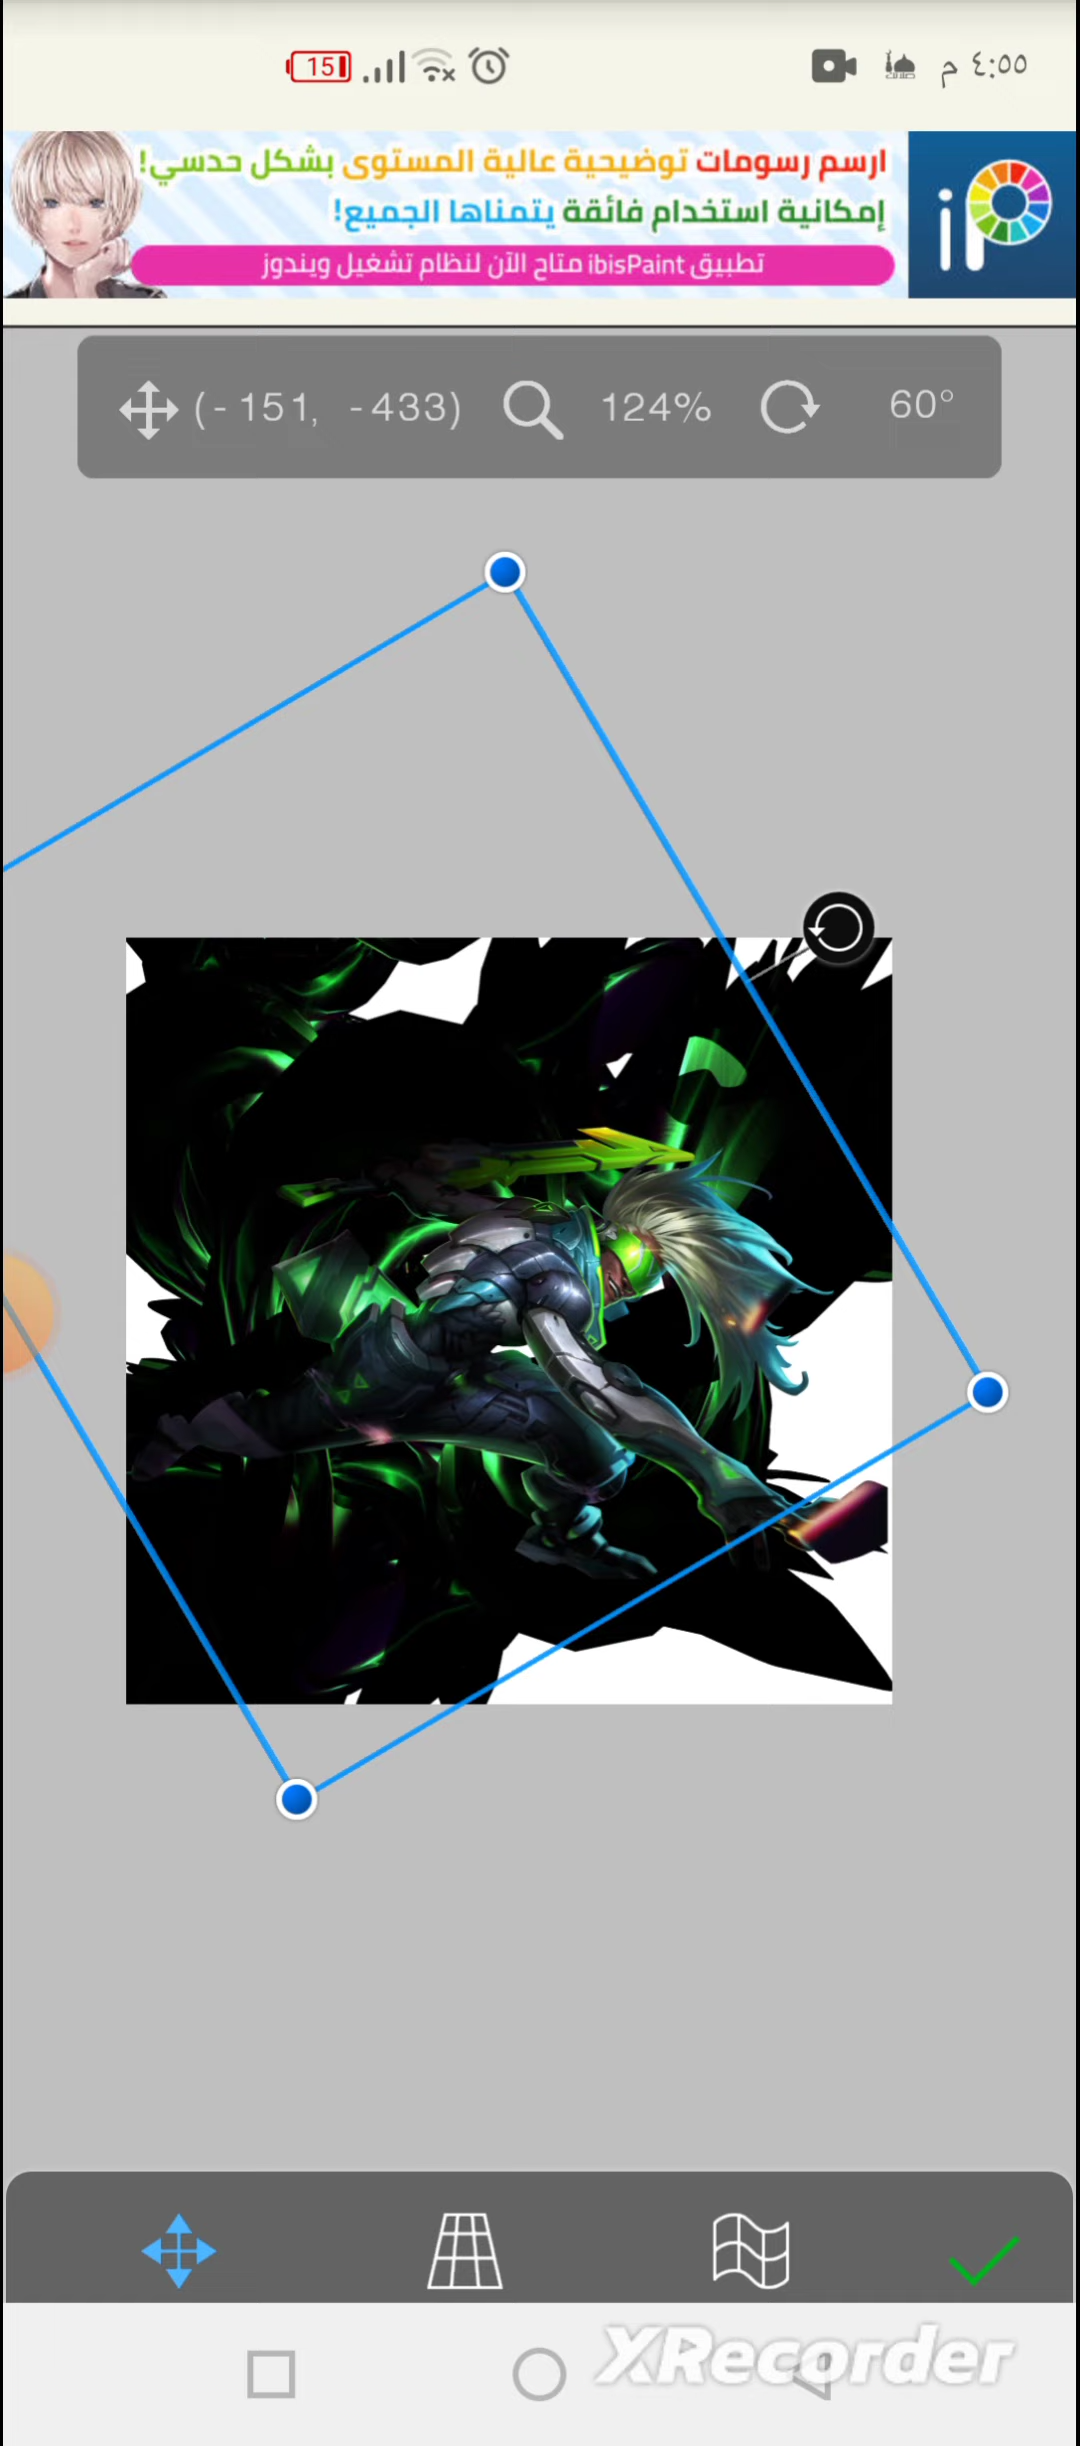 15
٤:٥٥ م
ارسم رسومات توضيحية عالية المستوى بشكل حدسي!
إمكانية استخدام فائقة يتمناها الجميع!
تطبيق ibisPaint متاح الآن لنظام تشغيل ويندوز
iP
(-151, -433) 124% 60°
XRecorder